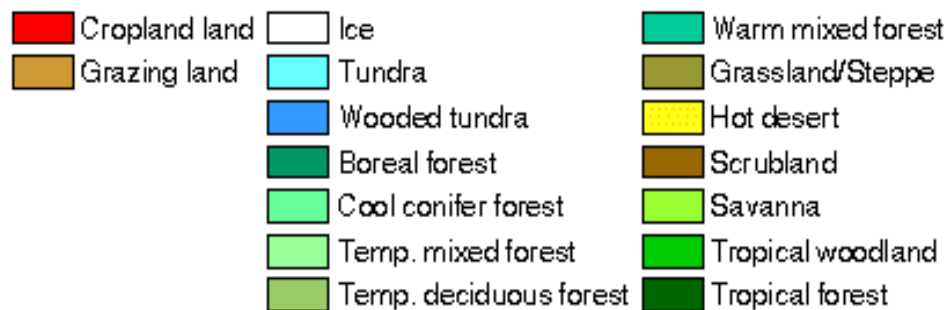 Cropland land
Grazing land
Ice
Tundra
Wooded tundra
Boreal forest
Cool conifer forest
Temp. mixed forest
Temp. deciduous forest
Warm mixed forest
Grassland/Steppe
Hot desert
Scrubland
Savanna
Tropical woodland
Tropical forest